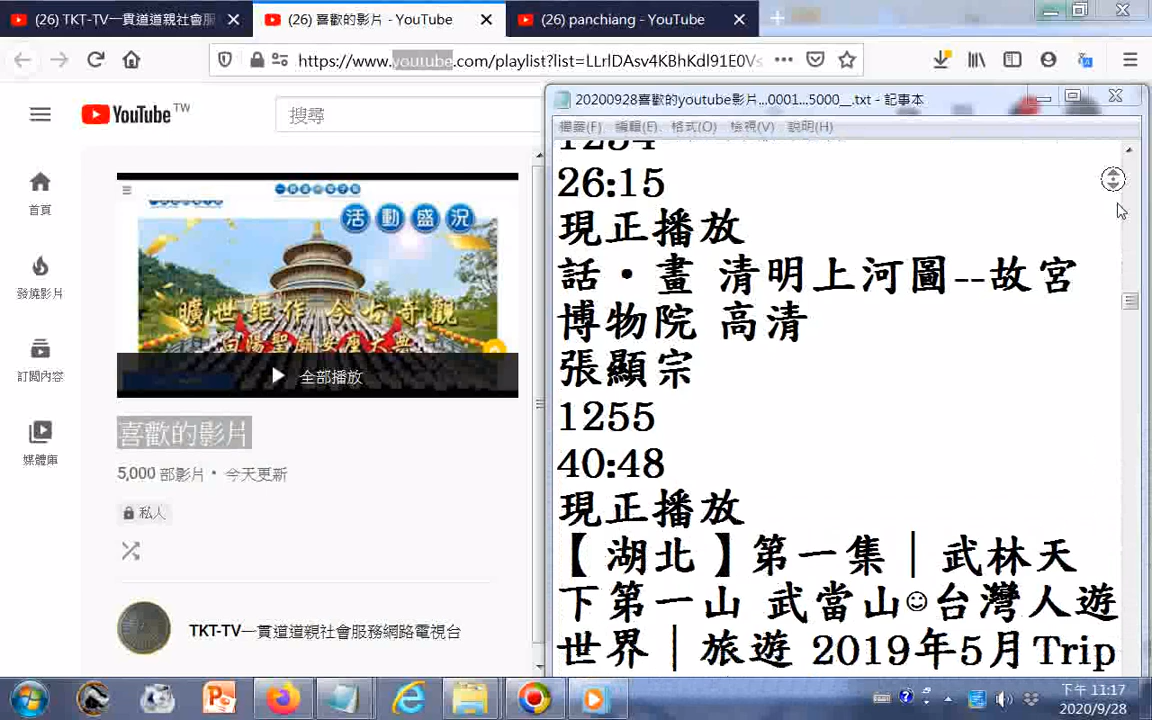 (26) TKT-TV一貫道道親社會服
(26) 喜歡的影片 - YouTube
(26) panchiang - YouTube
https://www.youtube.com/playlist?list=LLrlDAsv4KBhKdl91E0Vs
YouTube TW
搜尋
首頁
發燒影片
訂閱內容
媒體庫
活動盛況
曠世鉅作 今古奇觀
全部播放
喜歡的影片
5,000 部影片 • 今天更新
私人
TKT-TV一貫道道親社會服務網路電視台
20200928喜歡的youtube影片...0001...5000__.txt - 記事本
檔案(F) 編輯(E) 格式(O) 檢視(V) 說明(H)
1254
26:15
現正播放
話·畫 清明上河圖--故宮
博物院 高清
張顯宗
1255
40:48
現正播放
【 湖北 】第一集│武林天
下第一山 武當山☺台灣人遊
世界│旅遊 2019年5月Trip
下午 11:17
2020/9/28